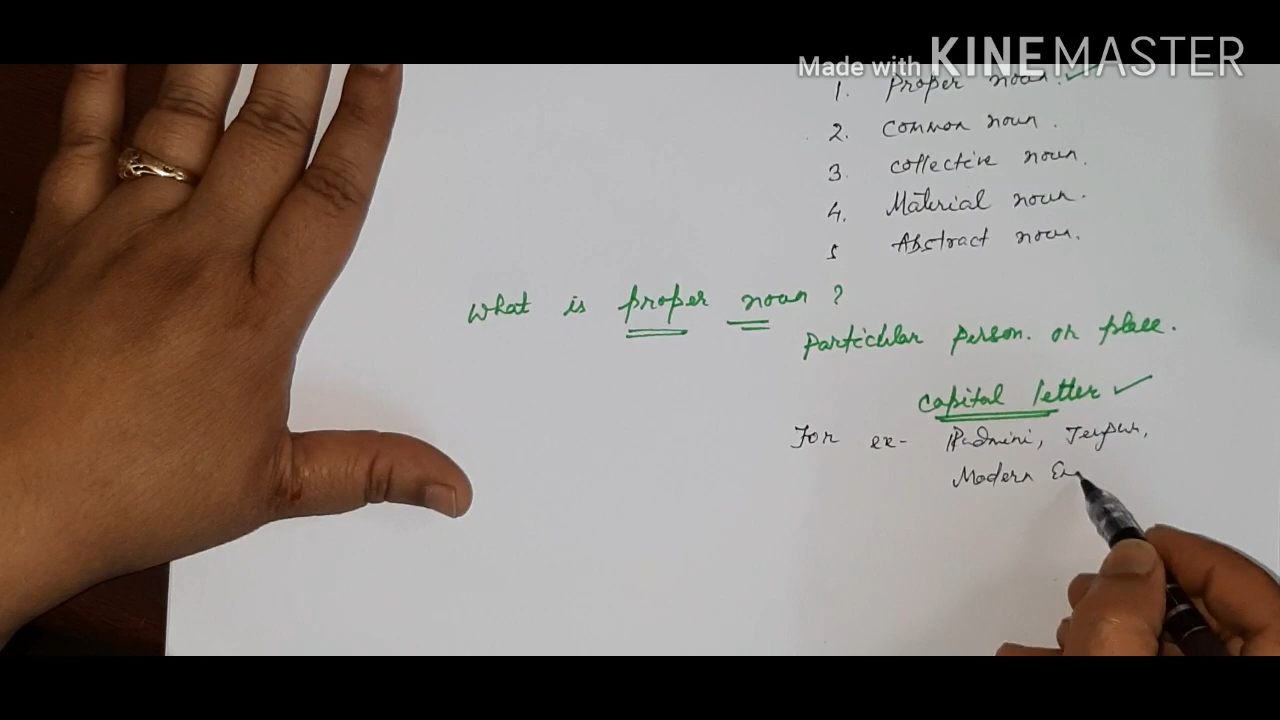 Made with KINEMASTER
1. Proper noun.
2. Common noun.
3. Collective noun.
4. Material noun.
5 Abstract noun.
What is proper noun ?
Particular person. or place.
Capital letter
For ex- Padmini,
Modern